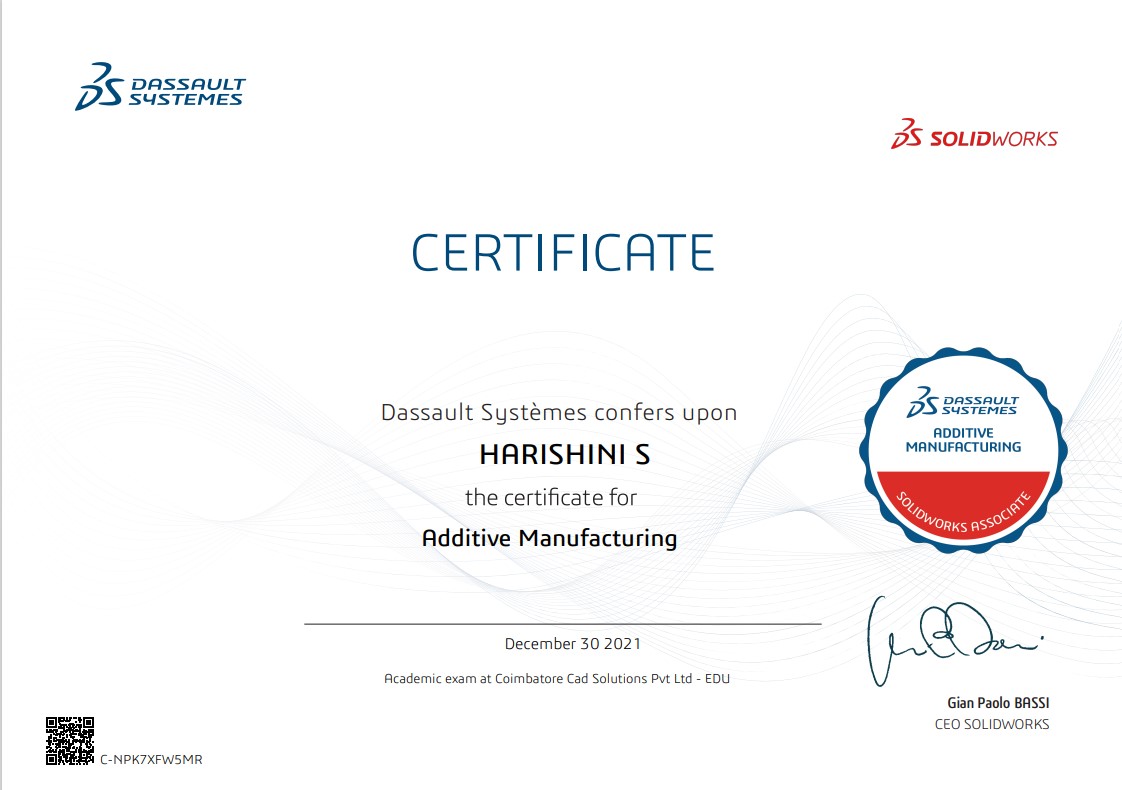 DASSAULT
SYSTEMES
SOLIDWORKS
CERTIFICATE
Dassault Systèmes confers upon
HARISHINI S
the certificate for
Additive Manufacturing
DASSAULT
SYSTEMES
ADDITIVE
MANUFACTURING
SOLIDWORKS ASSOCIATE
December 30 2021
Academic exam at Coimbatore Cad Solutions Pvt Ltd - EDU
Gian Paolo BASSI
CEO SOLIDWORKS
C-NPK7XFW5MR